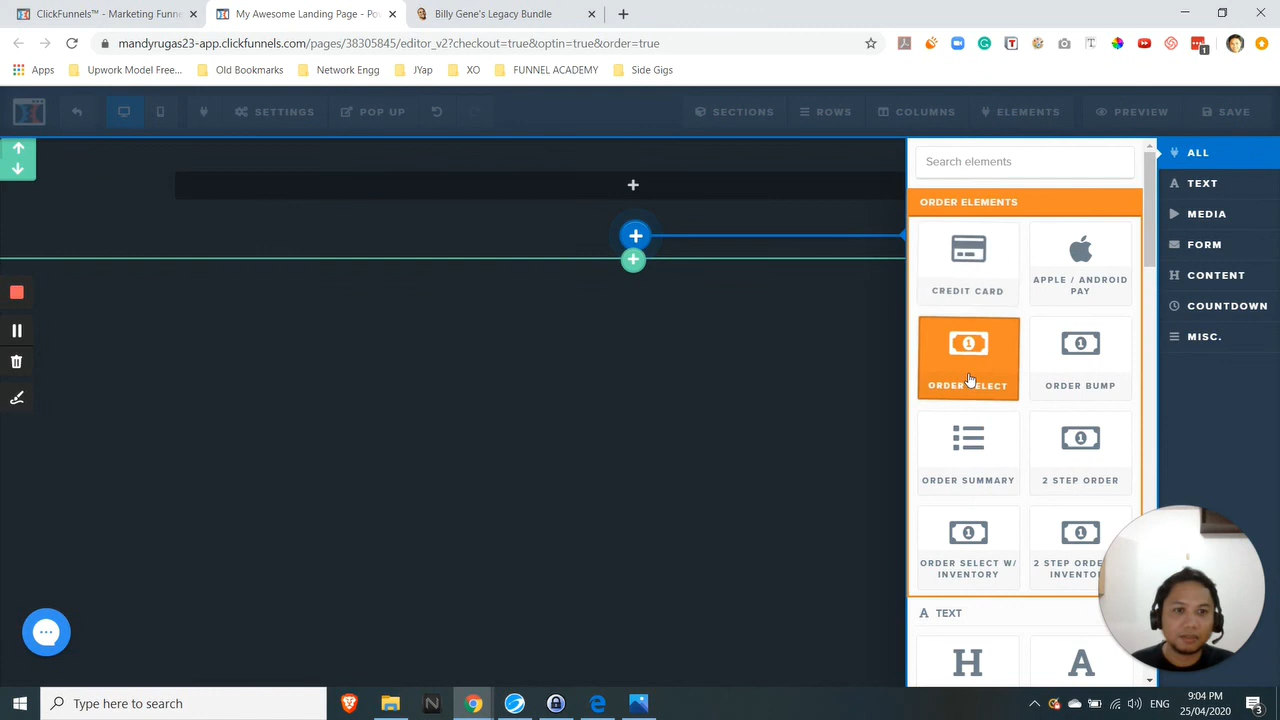 ClickFunnels™ - Marketing Funne
My Awesome Landing Page - Po
Billy Gene's Legacy Bundle
mandyrugas23-app.clickfunnels.com/pages/38305845/editor_v2?checkout=true&optin=true&order=true
1
Apps
Upwork Model Free...
Old Bookmarks
Network Engg
JYap
XO
FUNNEL ACADEMY
Side Gigs
SETTINGS
POP UP
SECTIONS
ROWS
COLUMNS
ELEMENTS
PREVIEW
SAVE
Search elements
ORDER ELEMENTS
CREDIT CARD
APPLE / ANDROID
PAY
ORDER SELECT
ORDER BUMP
ORDER SUMMARY
2 STEP ORDER
ORDER SELECT W/
INVENTORY
2 STEP ORDE
INVENTO
TEXT
ALL
TEXT
MEDIA
FORM
CONTENT
COUNTDOWN
MISC.
Type here to search
ENG
9:04 PM
25/04/2020
3